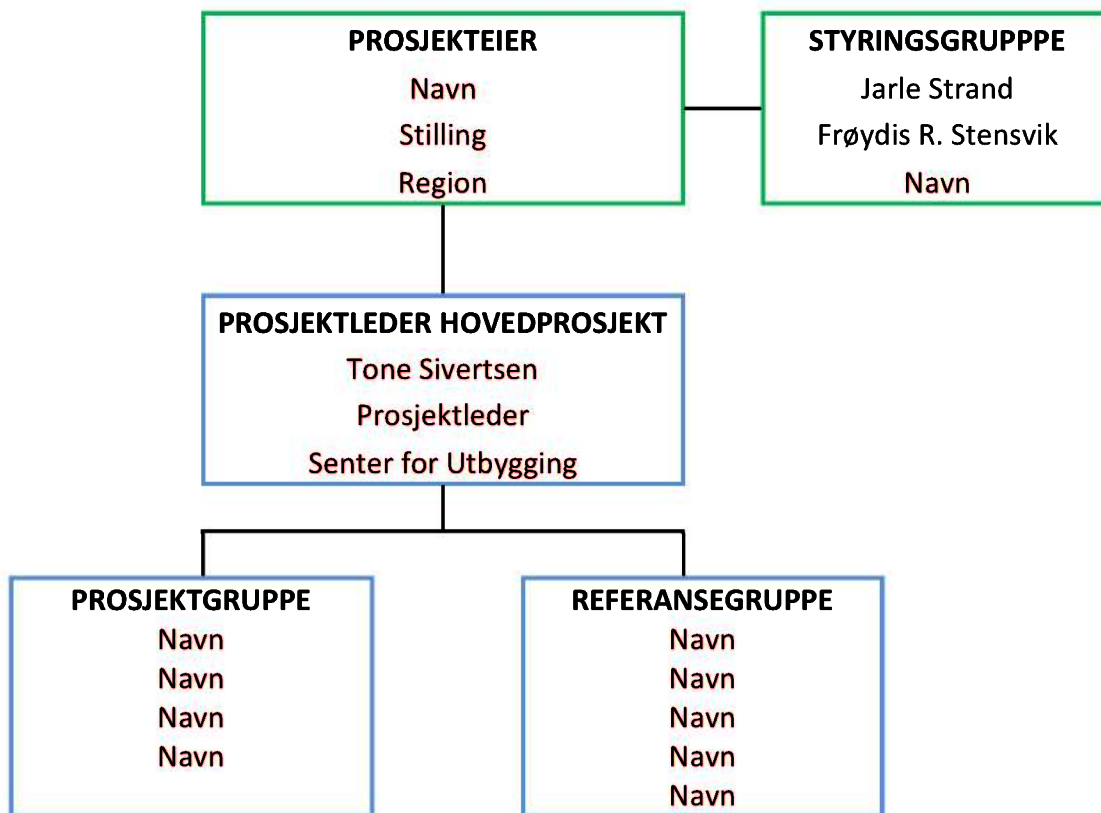 PROSJEKTEIER
Navn
Stilling
Region
STYRINGSGRUPPPE
Jarle Strand
Frøydis R. Stensvik
Navn
PROSJEKTLEDER HOVEDPROSJEKT
Tone Sivertsen
Prosjektleder
Senter for Utbygging
PROSJEKTGRUPPE
Navn
Navn
Navn
Navn
REFERANSEGRUPPE
Navn
Navn
Navn
Navn
Navn